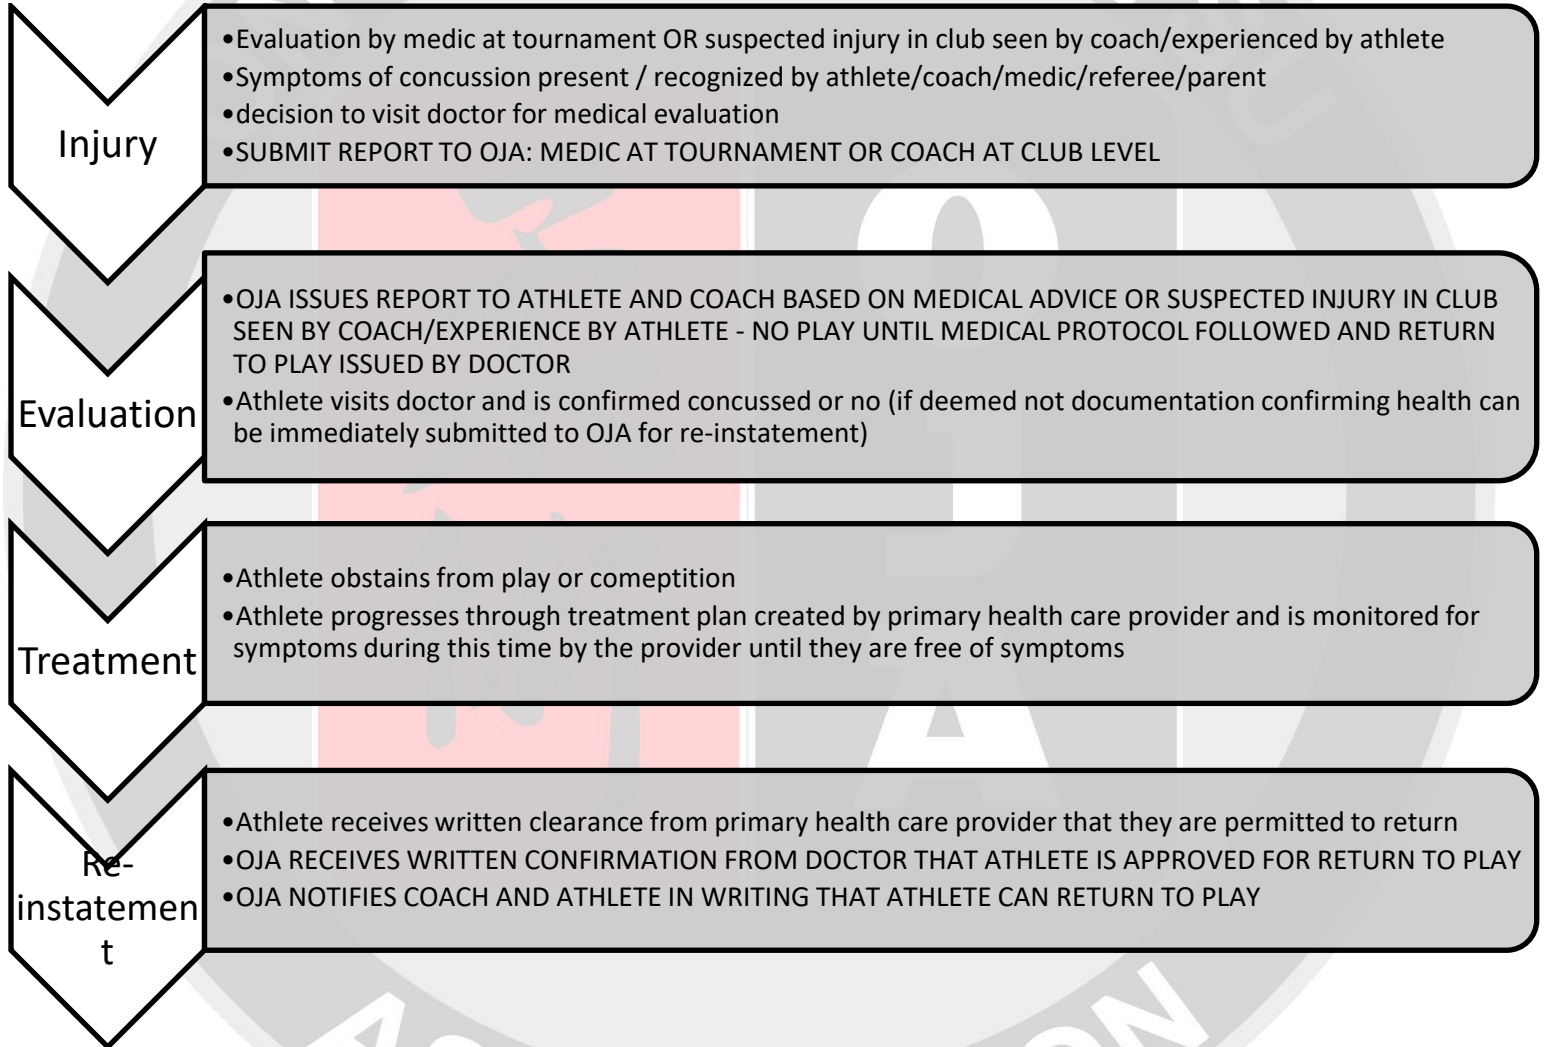 Injury
•Evaluation by medic at tournament OR suspected injury in club seen by coach/experienced by athlete
•Symptoms of concussion present / recognized by athlete/coach/medic/referee/parent
•decision to visit doctor for medical evaluation
•SUBMIT REPORT TO OJA: MEDIC AT TOURNAMENT OR COACH AT CLUB LEVEL
Evaluation
•OJA ISSUES REPORT TO ATHLETE AND COACH BASED ON MEDICAL ADVICE OR SUSPECTED INJURY IN CLUB
SEEN BY COACH/EXPERIENCE BY ATHLETE - NO PLAY UNTIL MEDICAL PROTOCOL FOLLOWED AND RETURN
TO PLAY ISSUED BY DOCTOR
•Athlete visits doctor and is confirmed concussed or no (if deemed not documentation confirming health can
be immediately submitted to OJA for re-instatement)
Treatment
•Athlete obstains from play or comeptition
•Athlete progresses through treatment plan created by primary health care provider and is monitored for
symptoms during this time by the provider until they are free of symptoms
Re-
instatemen
t
•Athlete receives written clearance from primary health care provider that they are permitted to return
•OJA RECEIVES WRITTEN CONFIRMATION FROM DOCTOR THAT ATHLETE IS APPROVED FOR RETURN TO PLAY
•OJA NOTIFIES COACH AND ATHLETE IN WRITING THAT ATHLETE CAN RETURN TO PLAY
O
J
A